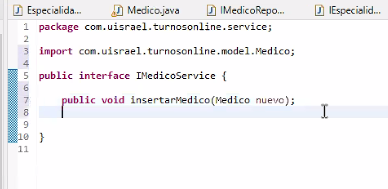 Especialida...
Medico.java
IMedicoRepo...
IEspecialid
1 package com.uisrael.turnosonline.service;
2
3 import com.uisrael.turnosonline.model.Medico;
4
5 public interface IMedicoService {
6
7 public void insertarMedico(Medico nuevo);
8
9
10 }
11